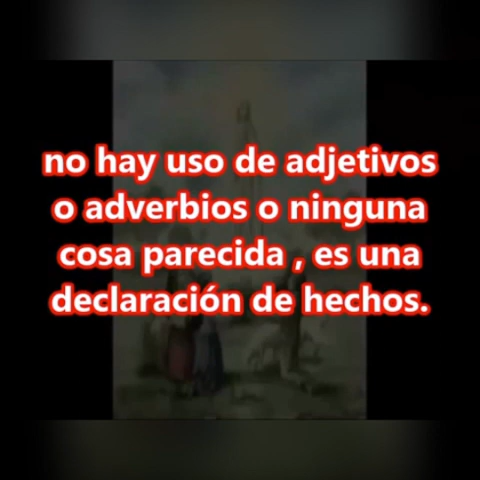 no hay uso de adjetivos
o adverbios o ninguna
cosa parecida , es una
declaración de hechos.